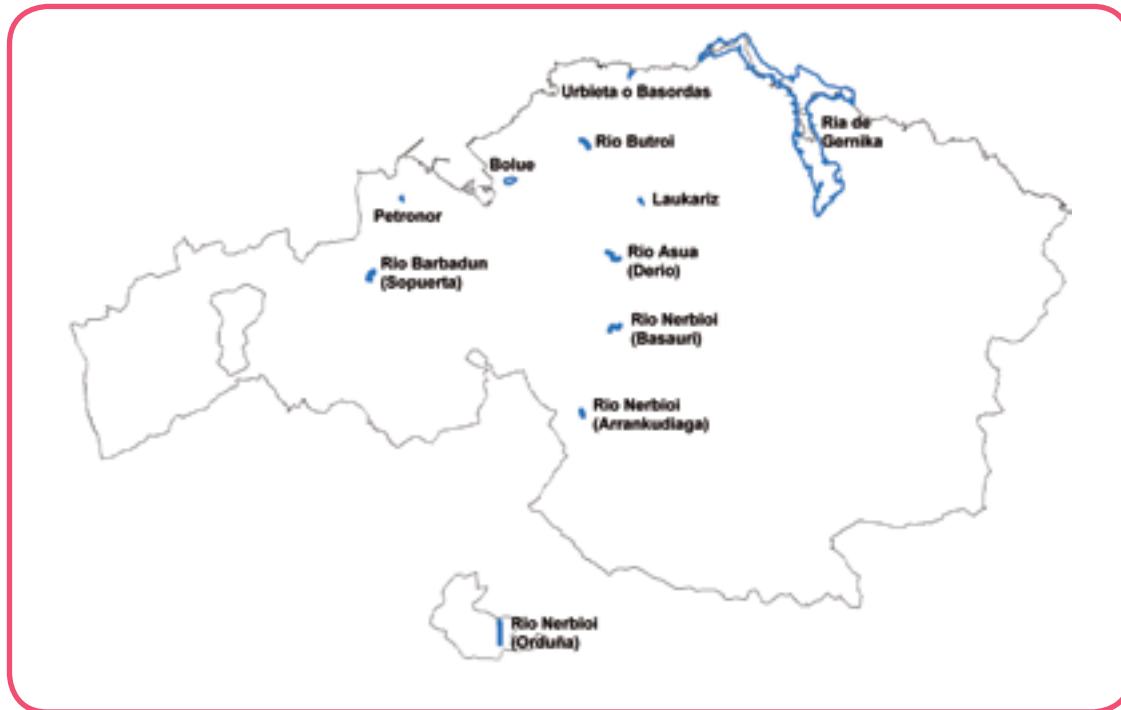 Urbieta o Basordas
Ria de
Gernika
Rio Butroi
Bolue
Petronor
Laukariz
Rio Barbadun
(Sopuerta)
Rio Asua
(Derio)
Rio Nerbioi
(Basauri)
Rio Nerbioi
(Arrankudiaga)
Rio Nerbioi
(Orduña)